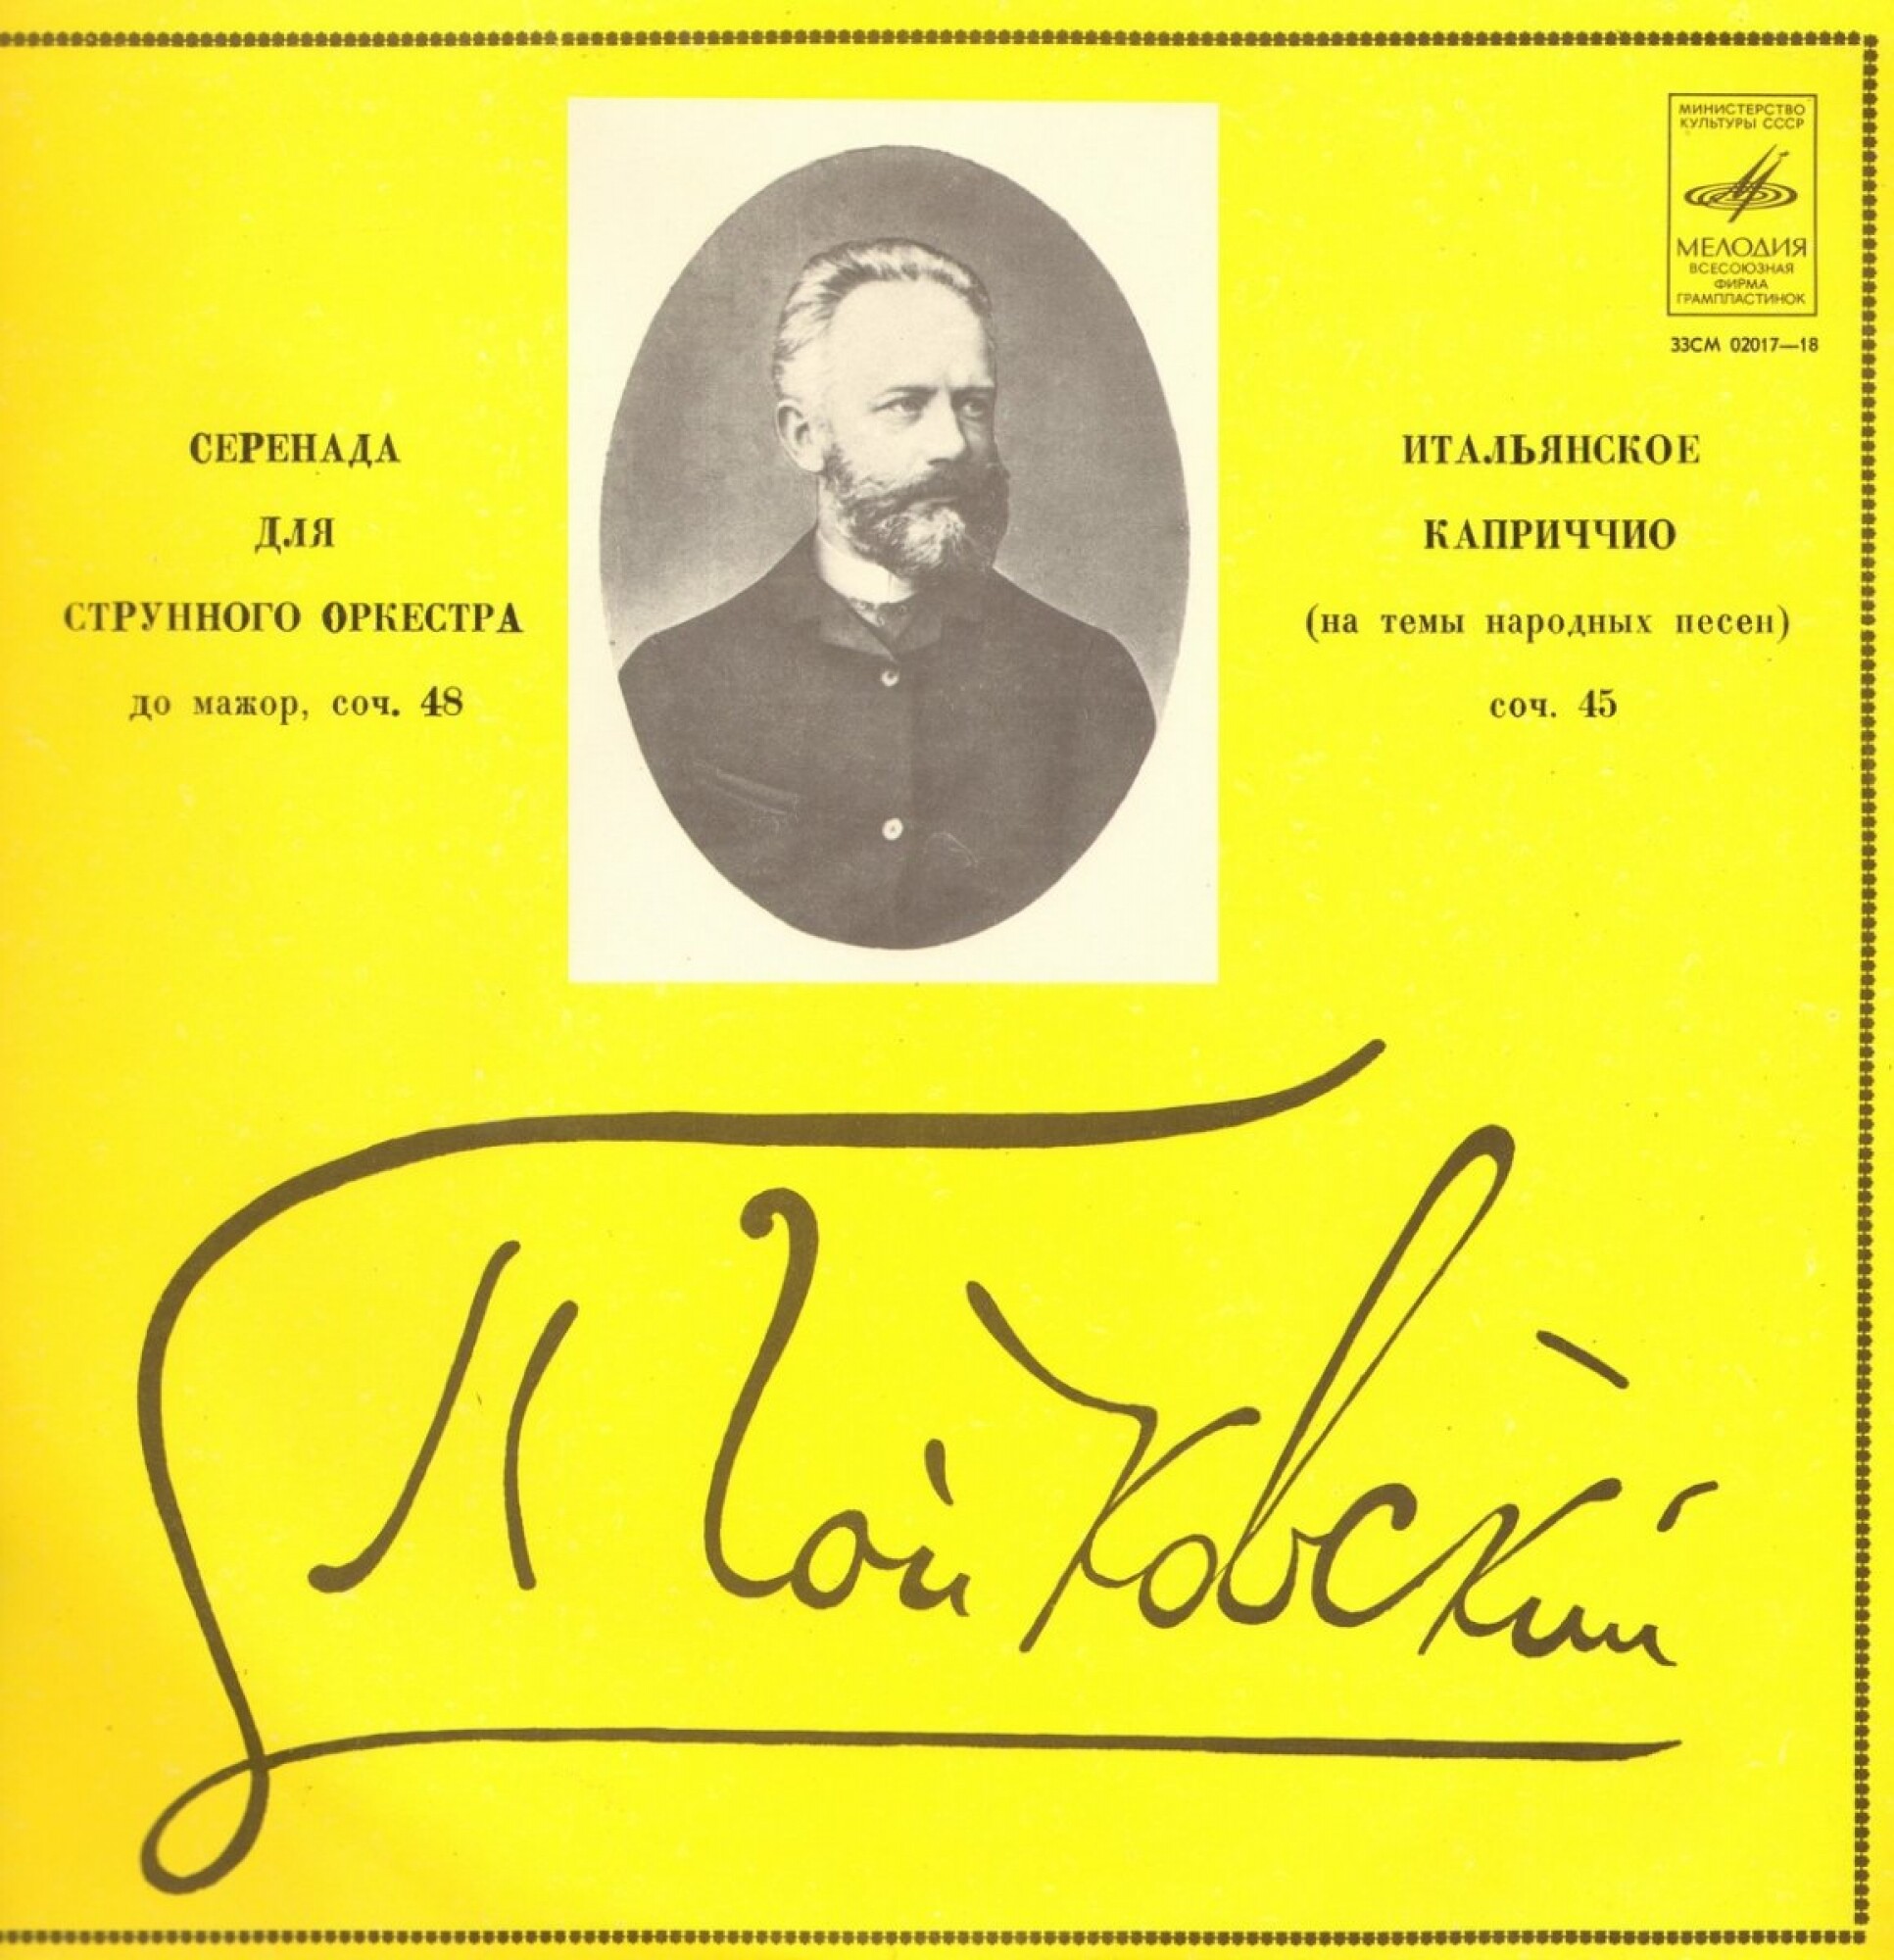 МИНИСТЕРСТВО
КУЛЬТУРЫ СССР
МЕЛОДИЯ
ВСЕСОЮЗНАЯ
ФИРМА
ГРАМПЛАСТИНОК
33СМ 02017—18
СЕРЕНАДА
ДЛЯ
СТРУННОГО ОРКЕСТРА
до мажор, соч. 48
ИТАЛЬЯНСКОЕ
КАПРИЧЧИО
(на темы народных песен)
соч. 45
П Чайковский